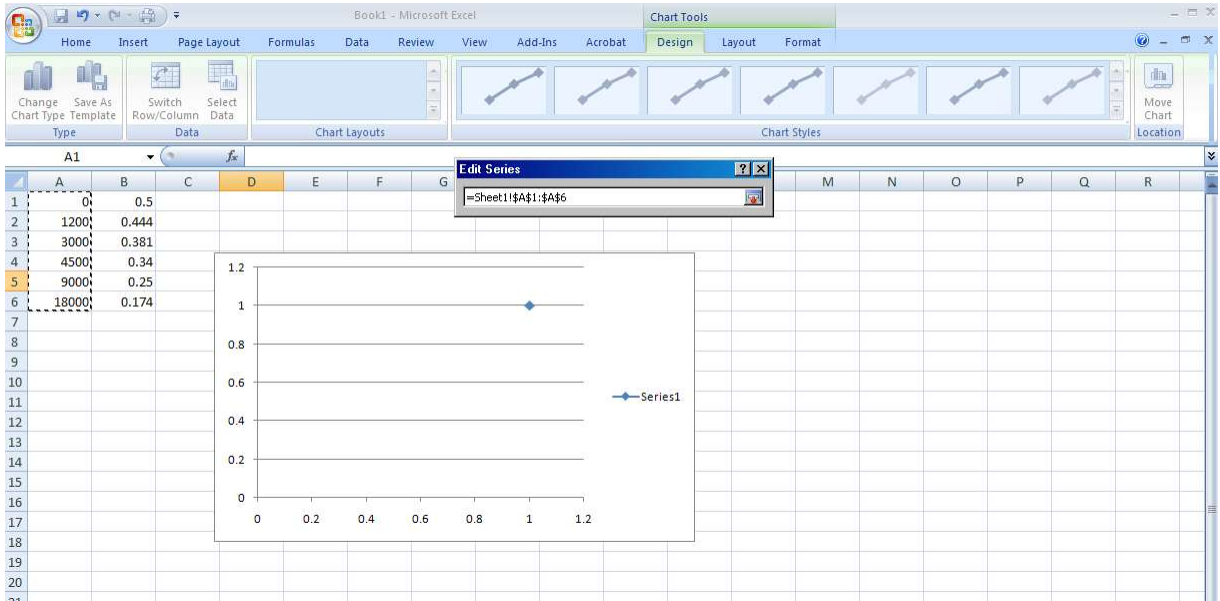 Book1 - Microsoft Excel
Chart Tools
Home Insert Page Layout Formulas Data Review View Add-Ins Acrobat Design Layout Format
Change Chart Type
Save As Template
Switch Row/Column
Select Data
Move Chart
Type Data Chart Layouts Chart Styles Location
A1 fx
Edit Series ? X
=Sheet1!$A$1:$A$6
A B C D E F G M N O P Q R
1 0 0.5
2 1200 0.444
3 3000 0.381
4 4500 0.34
5 9000 0.25
6 18000 0.174
7
8
9
10
11
12
13
14
15
16
17
18
19
20
21
1.2
1
0.8
0.6
0.4
0.2
0
0 0.2 0.4 0.6 0.8 1 1.2
Series1